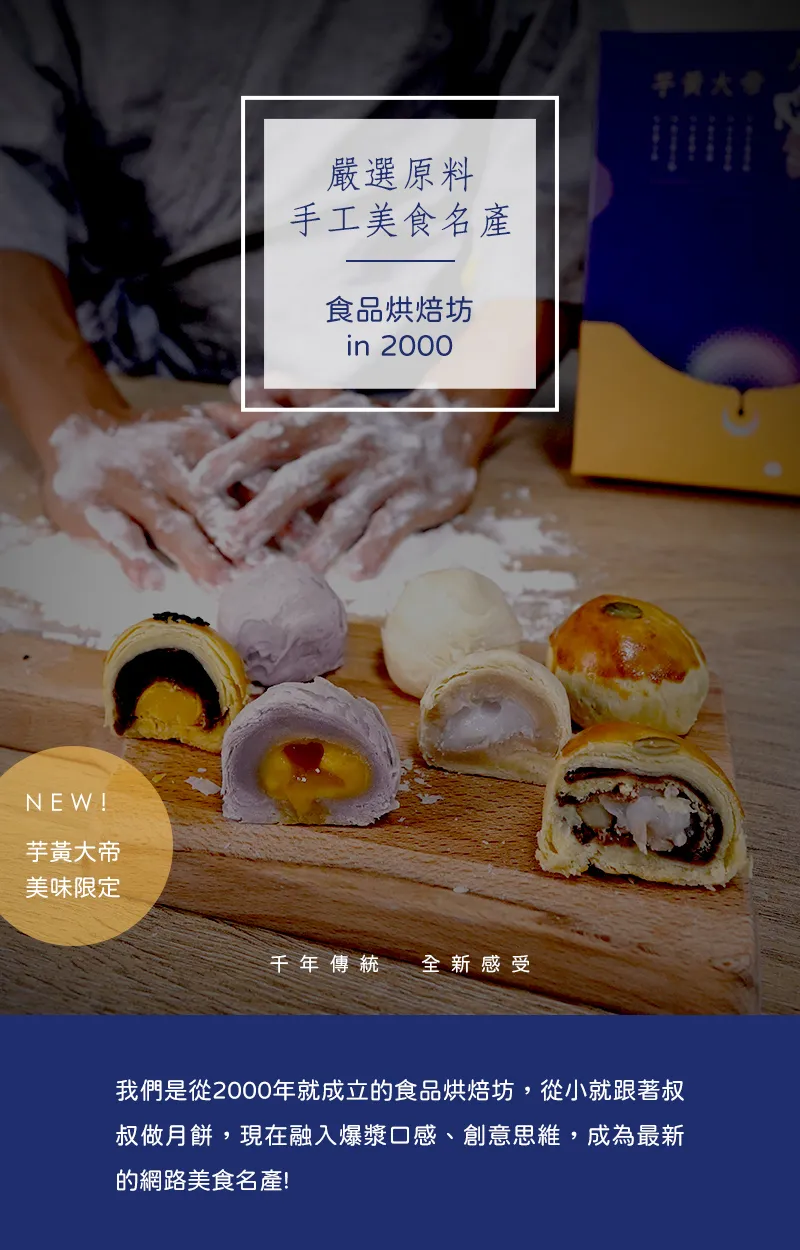 芋黃大帝
嚴選原料
手工美食名產
食品烘焙坊
in 2000
NEW!
芋黃大帝
美味限定
千年傳統 全新感受
我們是從2000年就成立的食品烘焙坊，從小就跟著叔
叔做月餅，現在融入爆漿口感、創意思維，成為最新
的網路美食名產!